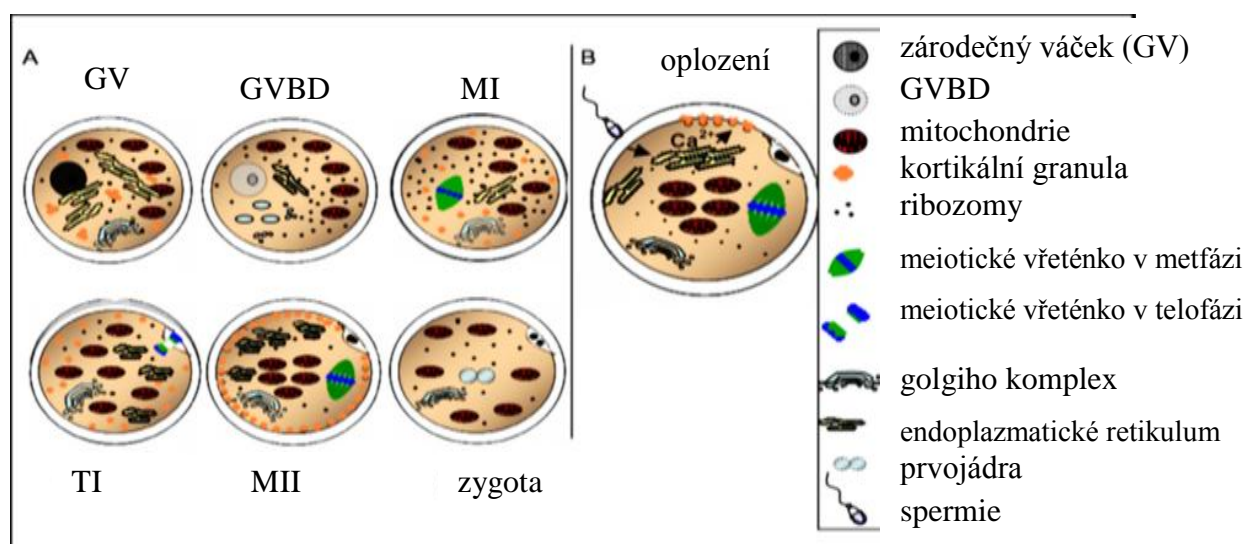 A
GV
GVBD
MI
TI
MII
zygota
B
oplození
Ca2+
zárodečný váček (GV)
GVBD
mitochondrie
kortikální granula
ribozomy
meiotické vřeténko v metfázi
meiotické vřeténko v telofázi
golgiho komplex
endoplazmatické retikulum
prvojádra
spermie